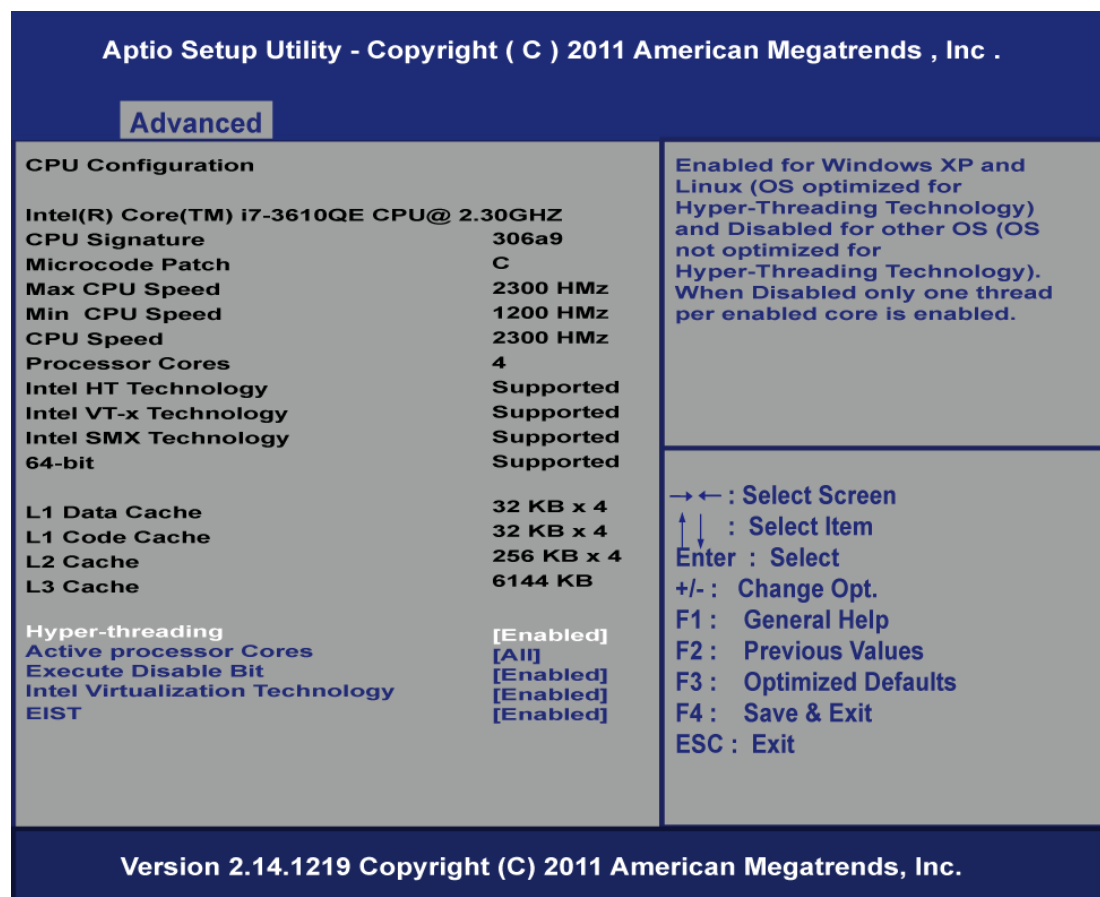 Aptio Setup Utility - Copyright ( C ) 2011 American Megatrends , Inc .
Advanced
CPU Configuration
Intel(R) Core(TM) i7-3610QE CPU@ 2.30GHZ
CPU Signature 306a9
Microcode Patch C
Max CPU Speed 2300 HMz
Min CPU Speed 1200 HMz
CPU Speed 2300 HMz
Processor Cores 4
Intel HT Technology Supported
Intel VT-x Technology Supported
Intel SMX Technology Supported
64-bit Supported
L1 Data Cache 32 KB x 4
L1 Code Cache 32 KB x 4
L2 Cache 256 KB x 4
L3 Cache 6144 KB
Hyper-threading [Enabled]
Active processor Cores [All]
Execute Disable Bit [Enabled]
Intel Virtualization Technology [Enabled]
EIST [Enabled]
Enabled for Windows XP and
Linux (OS optimized for
Hyper-Threading Technology)
and Disabled for other OS (OS
not optimized for
Hyper-Threading Technology).
When Disabled only one thread
per enabled core is enabled.
→← : Select Screen
↑↓ : Select Item
Enter : Select
+/- : Change Opt.
F1 : General Help
F2 : Previous Values
F3 : Optimized Defaults
F4 : Save & Exit
ESC : Exit
Version 2.14.1219 Copyright (C) 2011 American Megatrends, Inc.